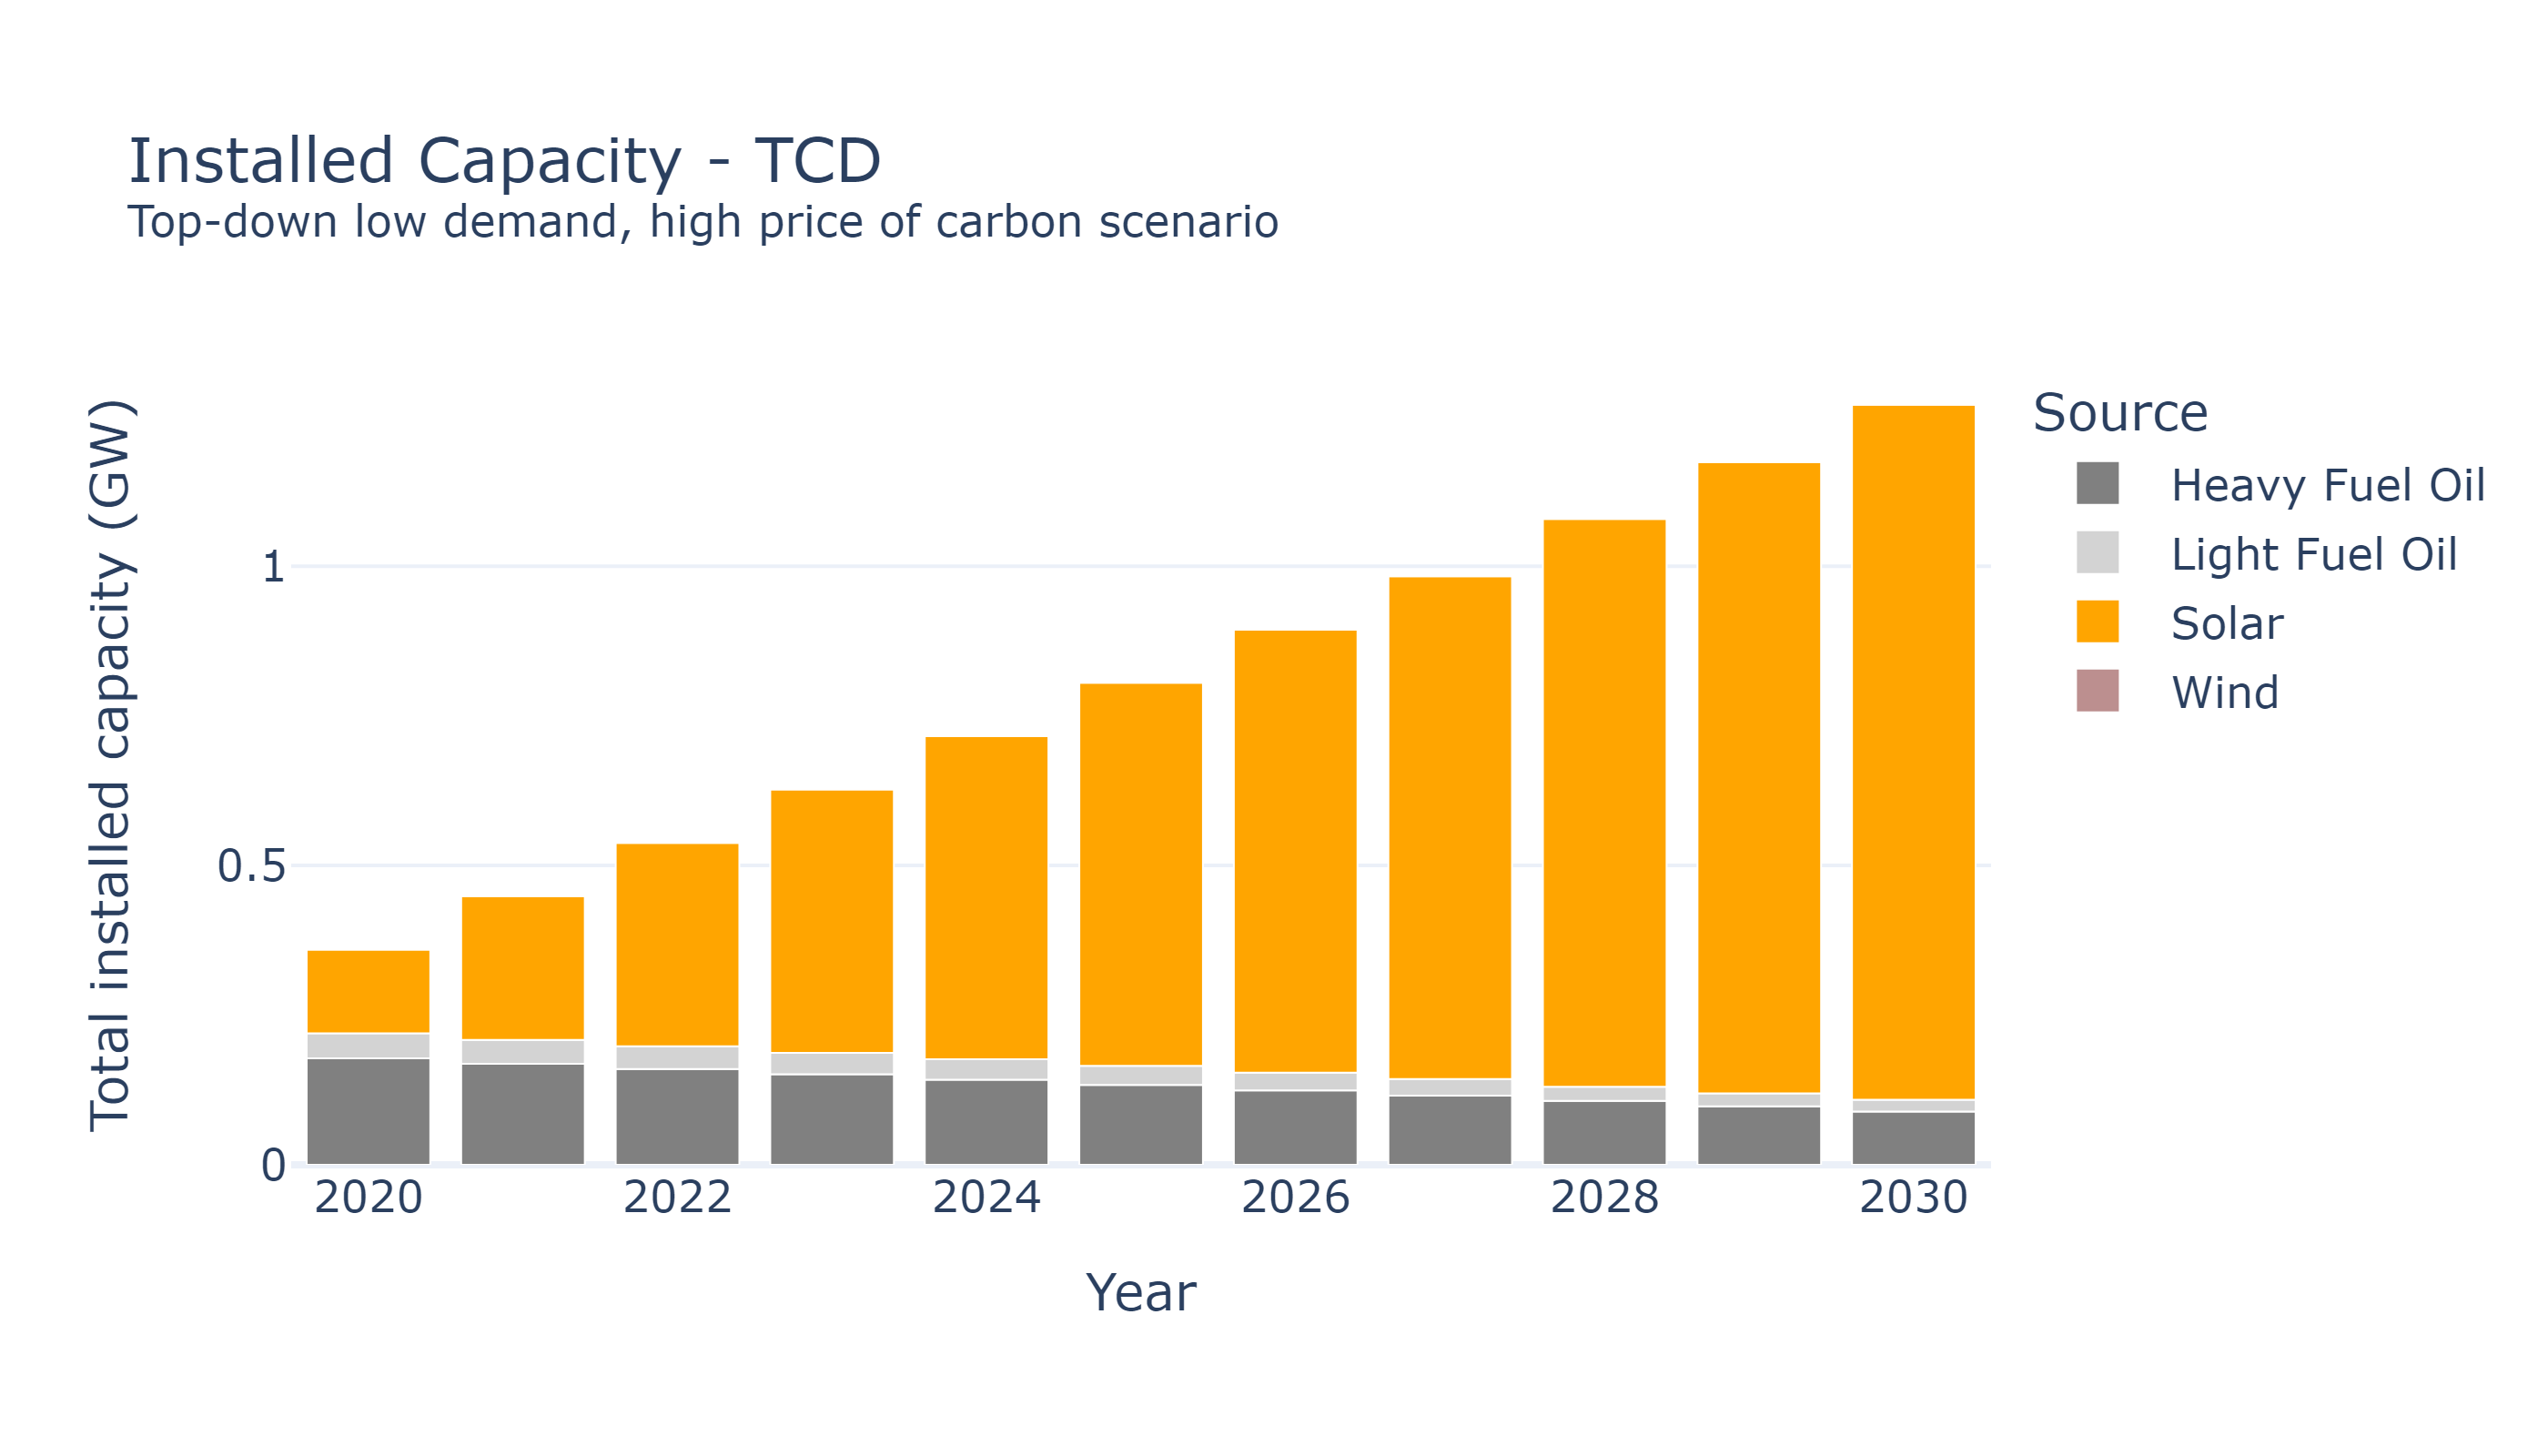 Installed Capacity - TCD
Top-down low demand, high price of carbon scenario
Total installed capacity (GW)
1
0.5
0
2020
2022
2024
2026
2028
2030
Year
Source
Heavy Fuel Oil
Light Fuel Oil
Solar
Wind